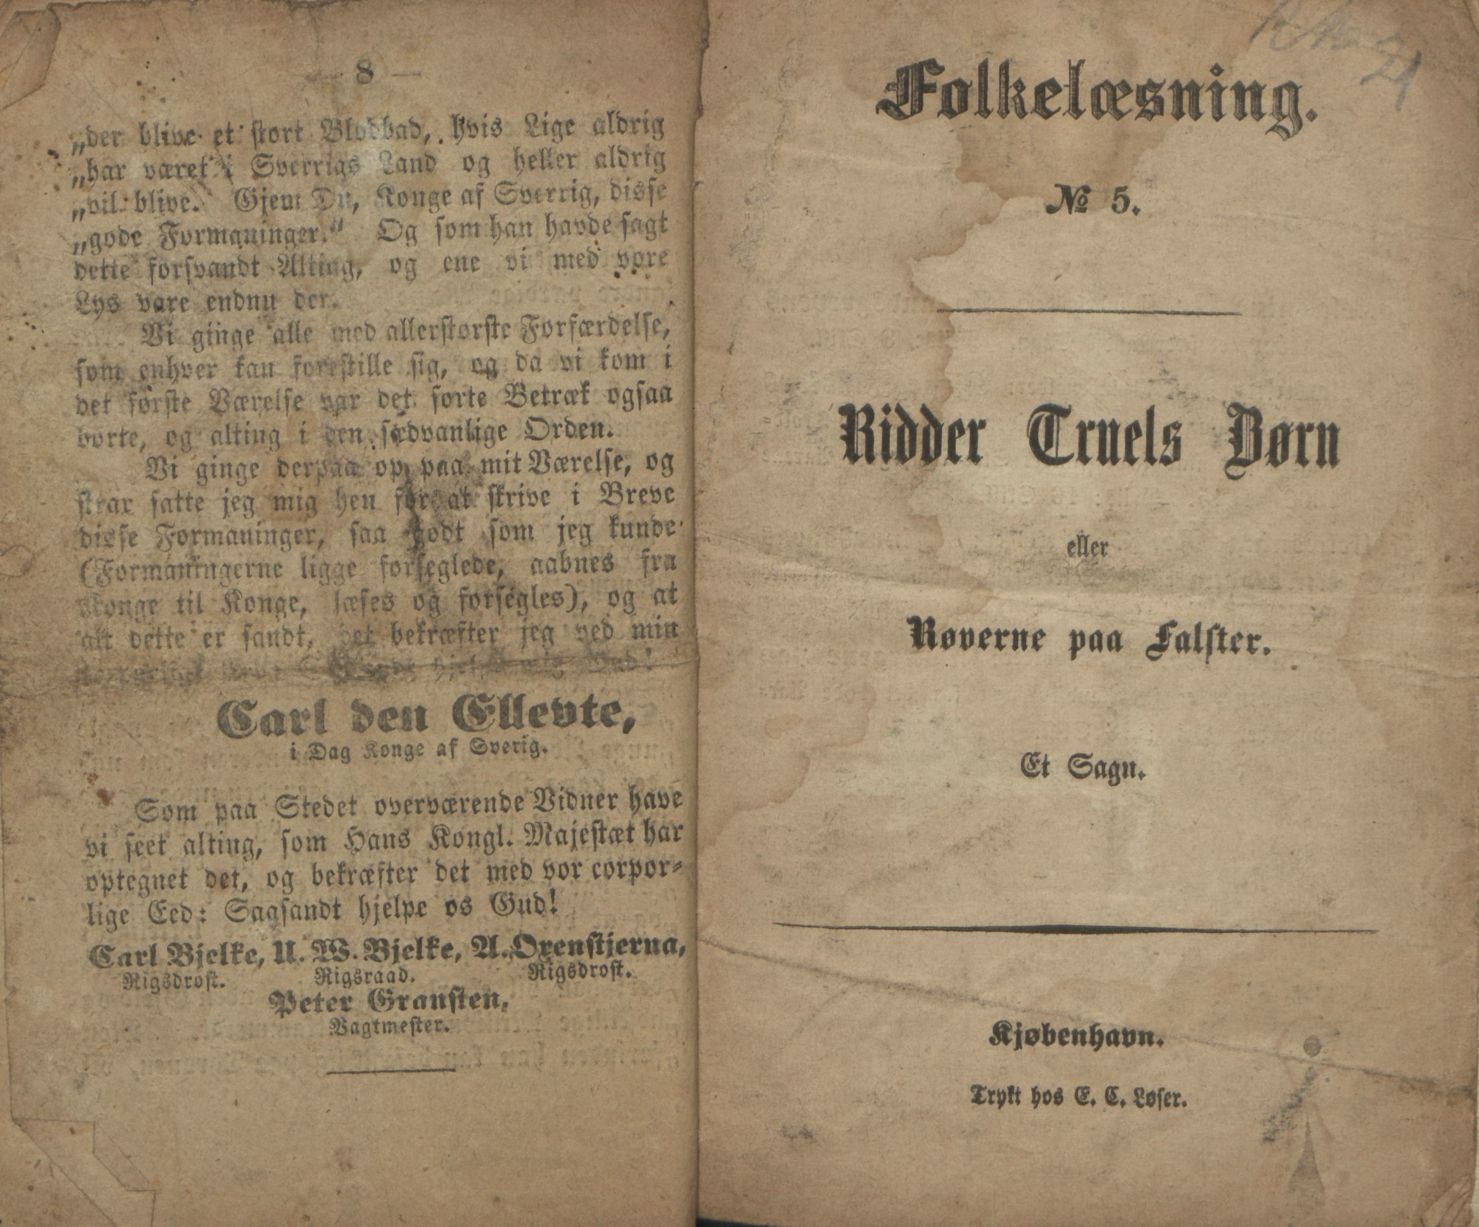 — 8 —
„der blive et stort Blodbad, hvis Lige aldrig
„har været i Sverrigs Land og heller aldrig
„vil blive. Gjem Du, Konge af Sverrig, disse
„gode Formaninger.“ Og som han havde sagt
dette forsvandt Alting, og ene vi med vore
Lys vare endnu der.
Vi ginge alle med allerstørste Forfærdelse,
som enhver kan forestille sig, og da vi kom i
det første Værelse var det sorte Betræk ogsaa
borte, og alting i den sædvanlige Orden.
Vi ginge derpaa op paa mit Værelse, og
strax satte jeg mig hen for at skrive i Breve
disse Formaninger, saa godt som jeg kunde
(Formaningerne ligge forseglede, aabnes fra
Konge til Konge, læses og forsegles), og at
alt dette er sandt, det bekræfter jeg ved min
Gud!
Carl den Ellevte,
i Dag Konge af Sverig.
Som paa Stedet overværende Vidner have
vi seet alting, som Hans Kongl. Majestæt har
optegnet det, og bekræfter det med vor corpor-
lige Eed: Saasandt hjelpe os Gud!
Carl Bjelke, U. W. Bjelke, A. Oxenstjerna,
Rigsdrost. Rigsraad. Rigsdrost.
Peter Gransten,
Vagtmester.
Folkelæsning.
№ 5.
Ridder Truels Børn
eller
Røverne paa Falster.
Et Sagn.
Kjøbenhavn.
Trykt hos E. C. Løser.